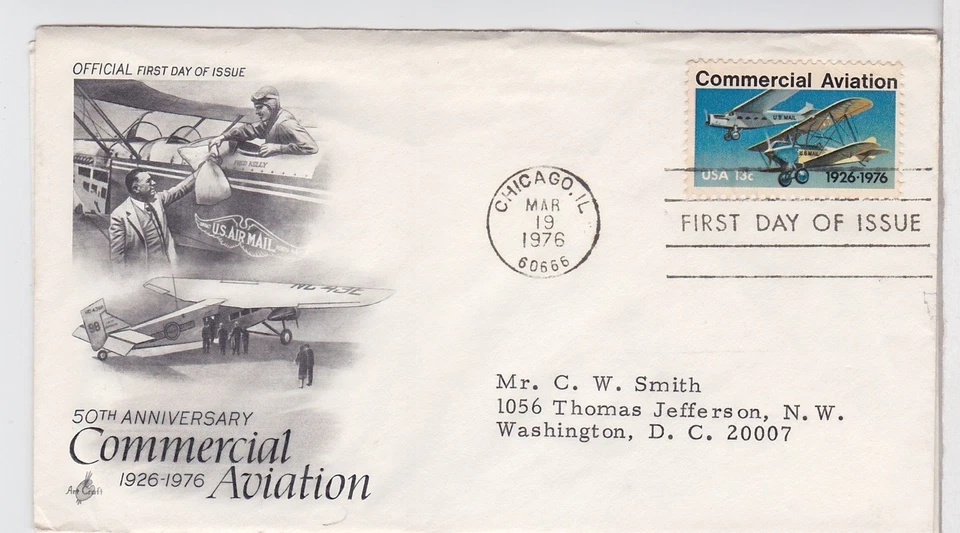 OFFICIAL FIRST DAY OF ISSUE
FRED KELLY
U.S. AIR MAIL
NC 43E
98
50TH ANNIVERSARY
Commercial
1926-1976 Aviation
Art Craft
CHICAGO, IL
MAR
19
1976
60666
Commercial Aviation
U S MAIL
U S MAIL
USA 13c
1926·1976
FIRST DAY OF ISSUE
Mr. C. W. Smith
1056 Thomas Jefferson, N. W.
Washington, D. C. 20007